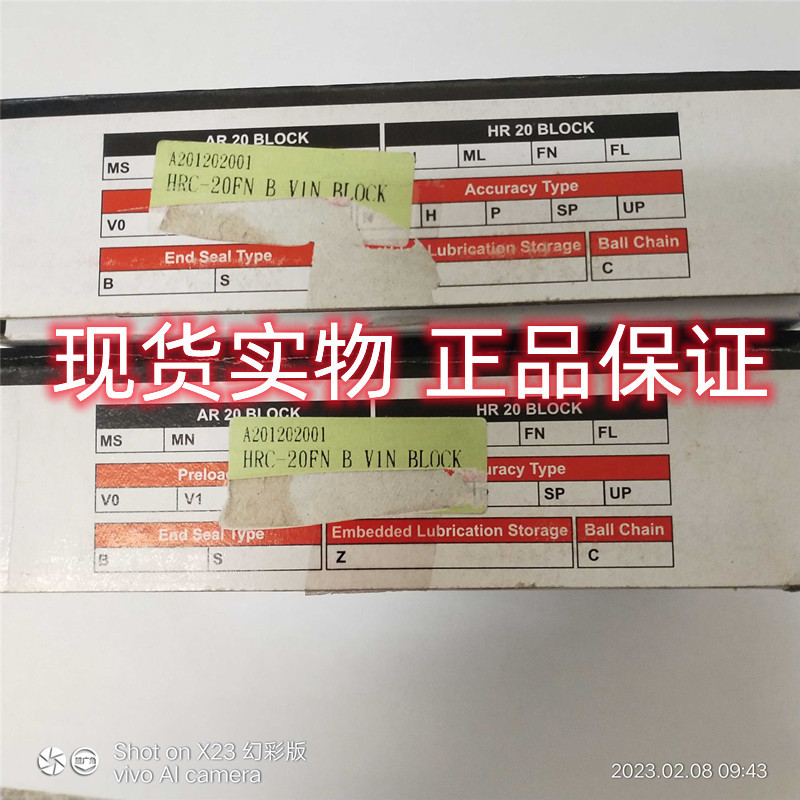 AR 20 BLOCK HR 20 BLOCK
MS ML FN FL
A201202001
HRC-20FN B V1N BLOCK
Accuracy Type
V0 H P SP UP
End Seal Type Lubrication Storage Ball Chain
B S C
现货实物 正品保证
AR 20 BLOCK HR 20 BLOCK
MS MN FN FL
A201202001
HRC-20FN B V1N BLOCK
Type
V0 V1 SP UP
End Seal Type Embedded Lubrication Storage Ball Chain
B S Z C
Shot on X23 幻彩版
vivo AI camera
2023.02.08 09:43